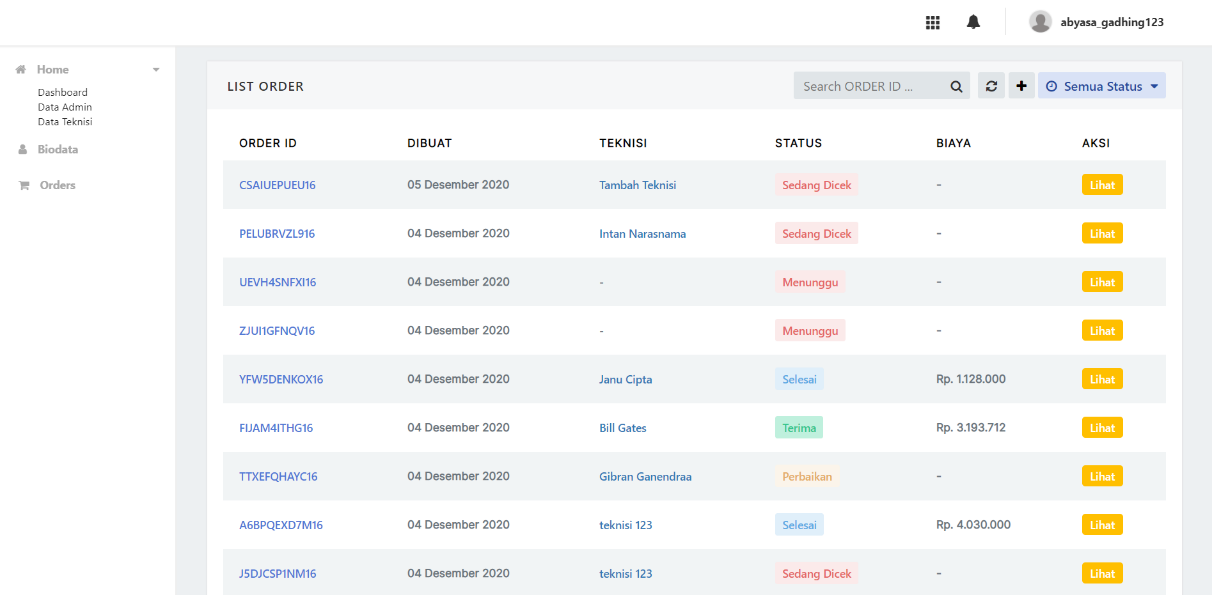 abyasa_gadhing123
Home
Dashboard
Data Admin
Data Teknisi
Biodata
Orders
LIST ORDER Search ORDER ID ... Semua Status
ORDER ID DIBUAT TEKNISI STATUS BIAYA AKSI
CSAIUEPUEU16 05 Desember 2020 Tambah Teknisi Sedang Dicek - Lihat
PELUBRVZL916 04 Desember 2020 Intan Narasnama Sedang Dicek - Lihat
UEVH4SNFXI16 04 Desember 2020 - Menunggu - Lihat
ZJUI1GFNQV16 04 Desember 2020 - Menunggu - Lihat
YFW5DENKOX16 04 Desember 2020 Janu Cipta Selesai Rp. 1.128.000 Lihat
FIJAM4ITHG16 04 Desember 2020 Bill Gates Terima Rp. 3.193.712 Lihat
TTXEFQHAYC16 04 Desember 2020 Gibran Ganendraa Perbaikan - Lihat
A6BPQEXD7M16 04 Desember 2020 teknisi 123 Selesai Rp. 4.030.000 Lihat
J5DJCSP1NM16 04 Desember 2020 teknisi 123 Sedang Dicek - Lihat